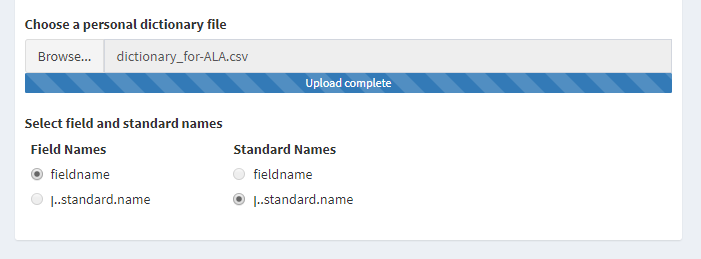 Choose a personal dictionary file
Browse... dictionary_for-ALA.csv
Upload complete
Select field and standard names
Field Names Standard Names
fieldname fieldname
ן..standard.name ן..standard.name